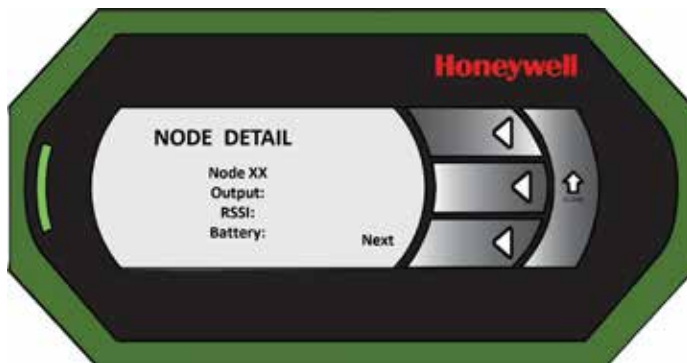 Honeywell
NODE DETAIL
Node XX
Output:
RSSI:
Battery:
Next